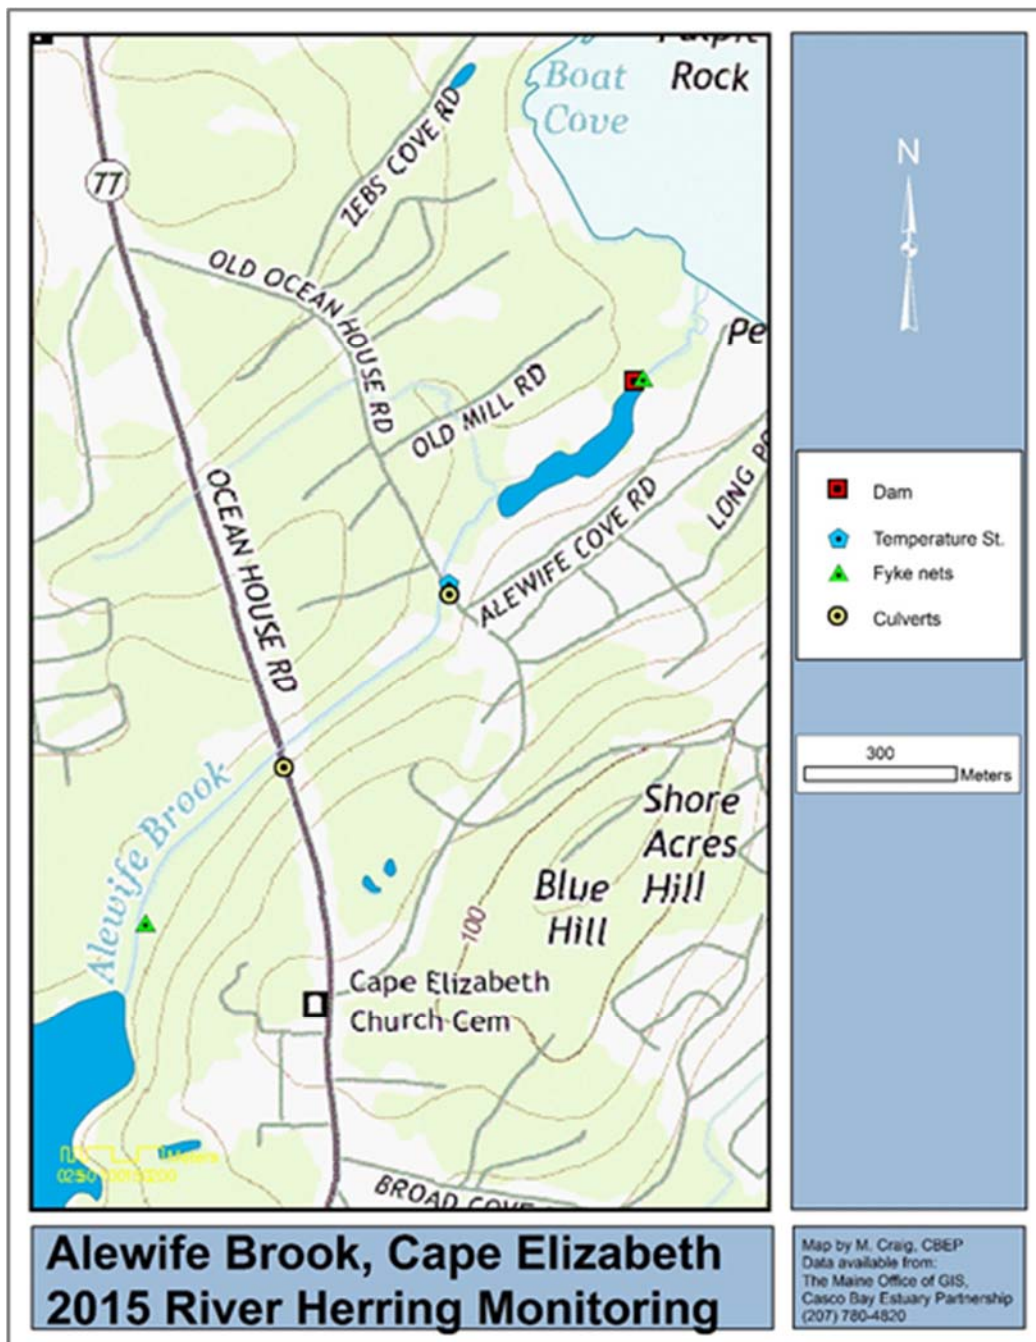 Rock
Boat
Cove
77
ZEBS COVE RD
OLD OCEAN HOUSE RD
Pe
OLD MILL RD
OCEAN HOUSE RD
ALEWIFE COVE RD
LONG
Alewife Brook
Shore
Acres
Hill
Blue
Hill
100
Cape Elizabeth
Church Cem
Meters
BROAD COVE
N
Dam
Temperature St.
Fyke nets
Culverts
300
Meters
Alewife Brook, Cape Elizabeth
2015 River Herring Monitoring
Map by M. Craig, CBEP
Data available from:
The Maine Office of GIS,
Casco Bay Estuary Partnership
(207) 780-4820